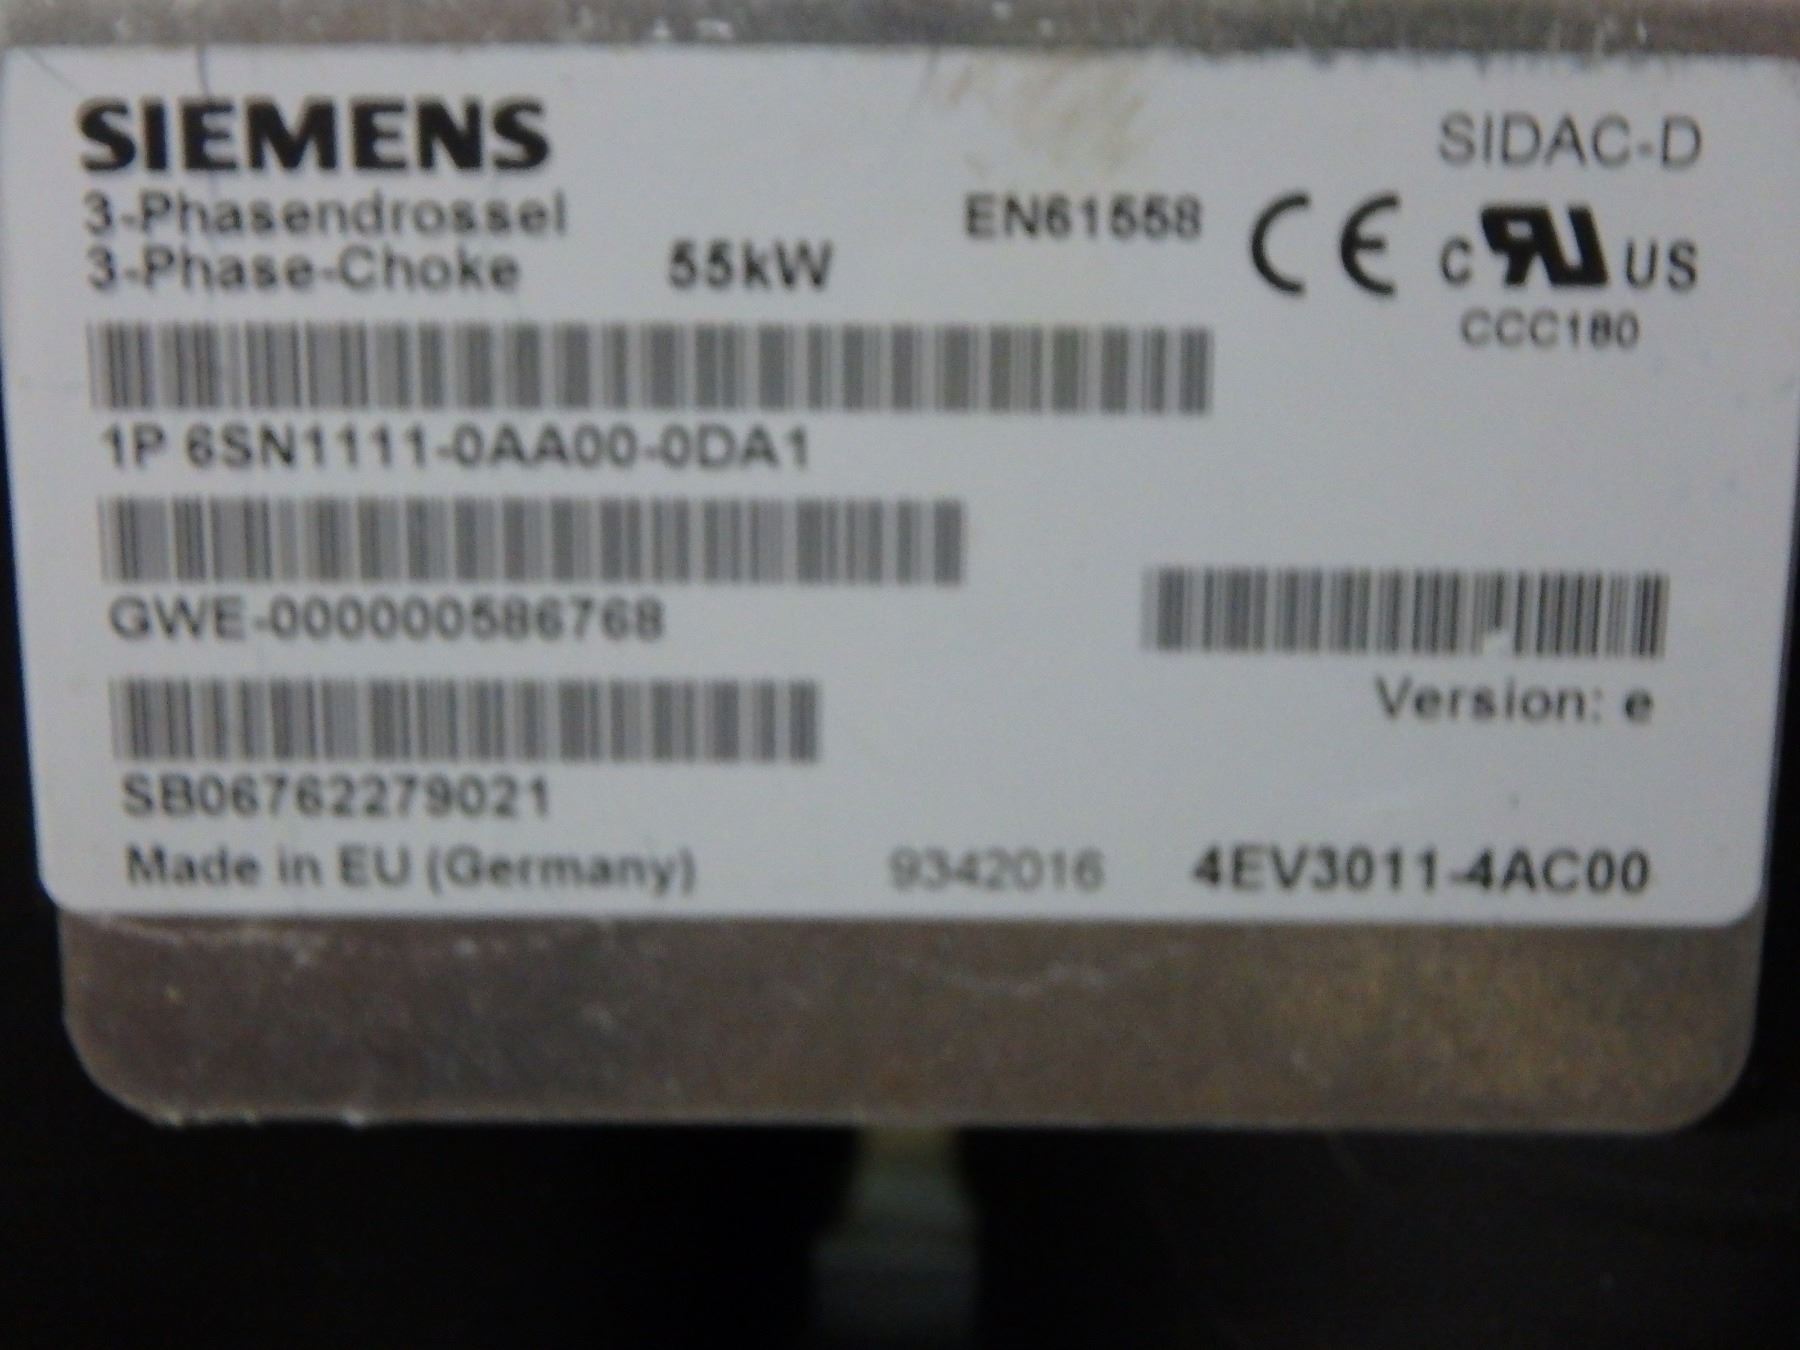 SIEMENS
SIDAC-D
3-Phasendrossel
EN61558
3-Phase-Choke 55kW
CE
c RU US
CCC180
1P 6SN1111-0AA00-0DA1
GWE-000000586768
Version: e
SB06762279021
Made in EU (Germany) 9342016 4EV3011-4AC00